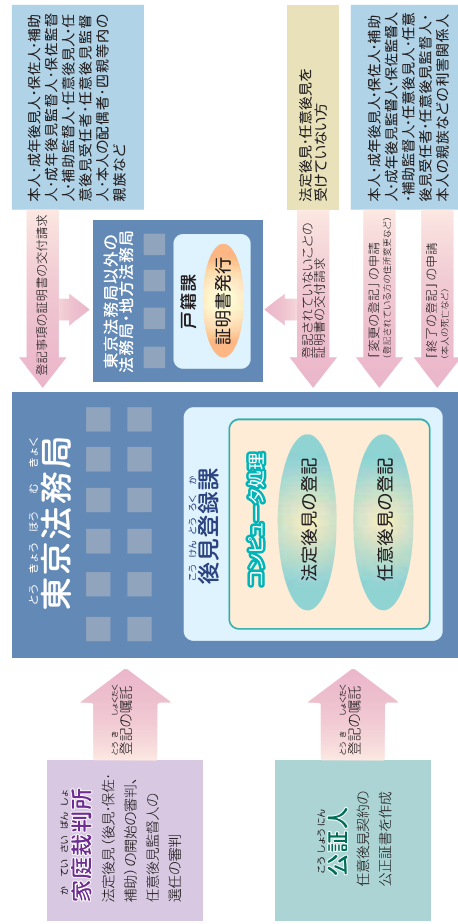 か てい さい ばん しょ
家庭裁判所
法定後見（後見・保佐・
補助）の開始の審判、
任意後見監督人の
選任の審判
とう き しょくたく
登記の嘱託
こう しょう にん
公証人
任意後見契約の
公正証書を作成
とう き しょくたく
登記の嘱託
とう きょう ほう む きょく
東京法務局
こう けん とう ろく か
後見登録課
コンピュータ処理
法定後見の登記
任意後見の登記
本人・成年後見人・保佐人・補助
人・成年後見監督人・保佐監督
人・補助監督人・任意後見人・任
意後見受任者・任意後見監督
人・本人の配偶者・四親等内の
親族など
登記事項の証明書の交付請求
東京法務局以外の
法務局・地方法務局
戸籍課
証明書発行
法定後見・任意後見を
受けていない方
登記されていないことの
証明書の交付請求
本人・成年後見人・保佐人・補助
人・成年後見監督人・保佐監督人
・補助監督人・任意後見人・任意
後見受任者・任意後見監督人・
本人の親族などの利害関係人
「変更の登記」の申請
（登記されている方の住所変更など）
「終了の登記」の申請
（本人の死亡など）